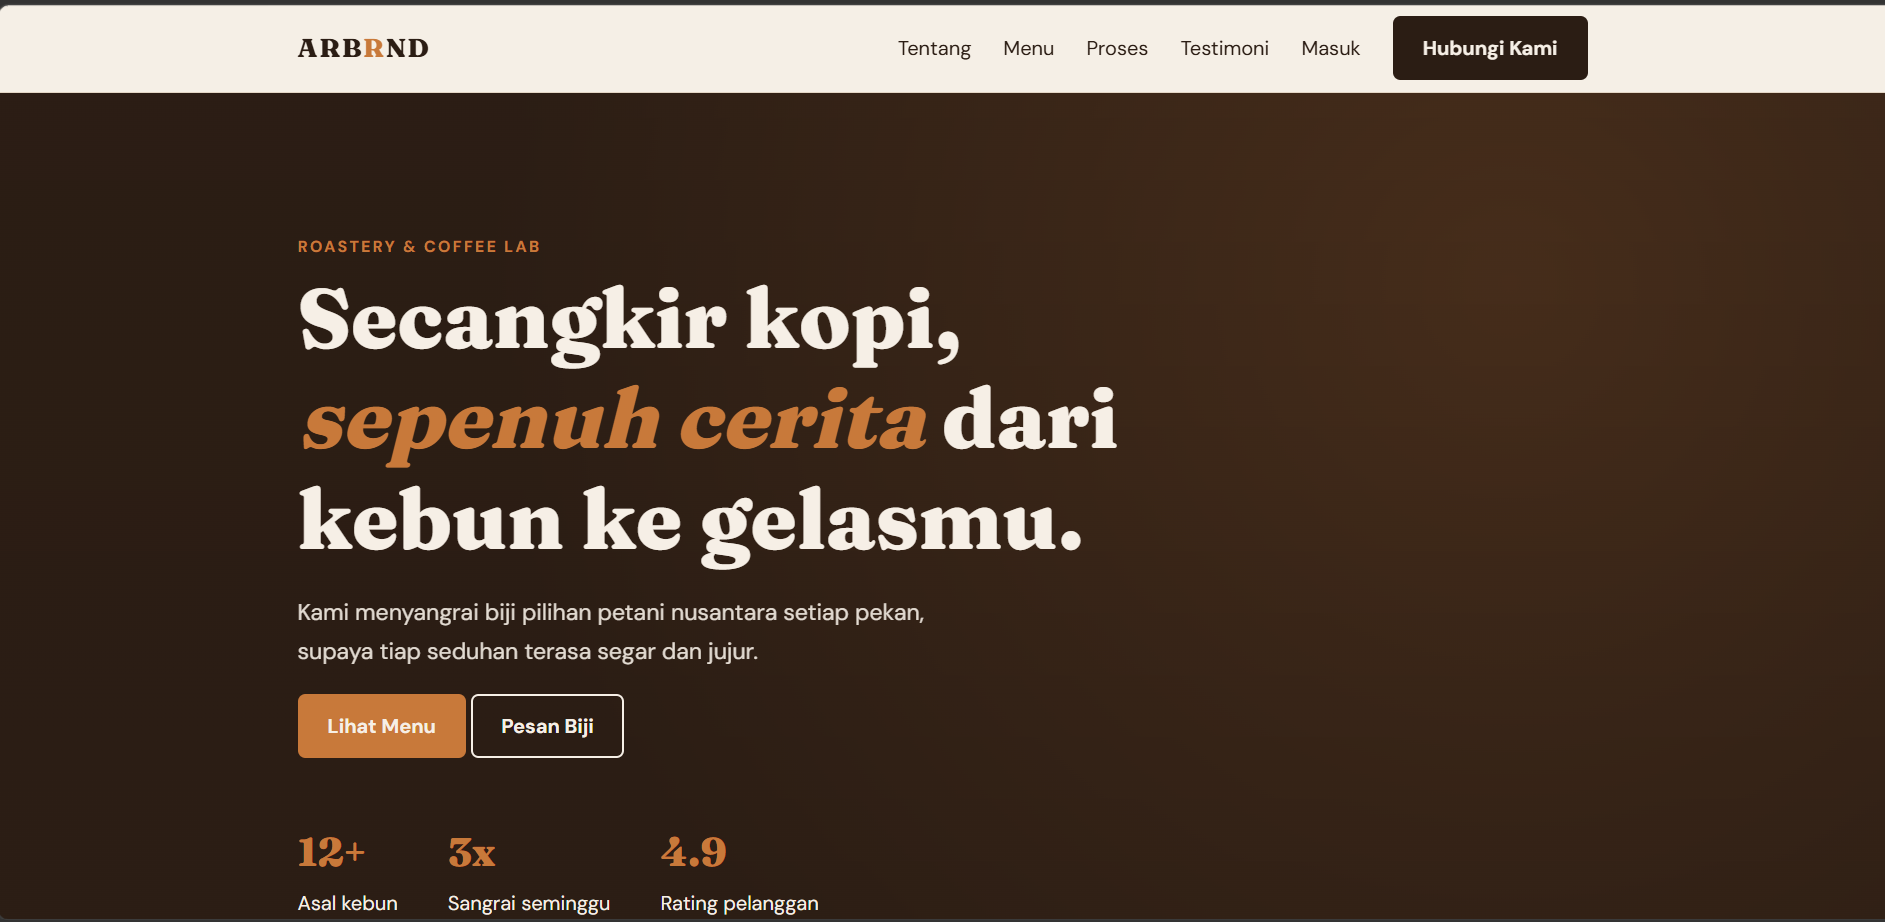 ARBRND
Tentang Menu Proses Testimoni Masuk Hubungi Kami
ROASTERY & COFFEE LAB
Secangkir kopi,
sepenuh cerita dari
kebun ke gelasmu.
Kami menyangrai biji pilihan petani nusantara setiap pekan,
supaya tiap seduhan terasa segar dan jujur.
Lihat Menu Pesan Biji
12+ 3x 4.9
Asal kebun Sangrai seminggu Rating pelanggan